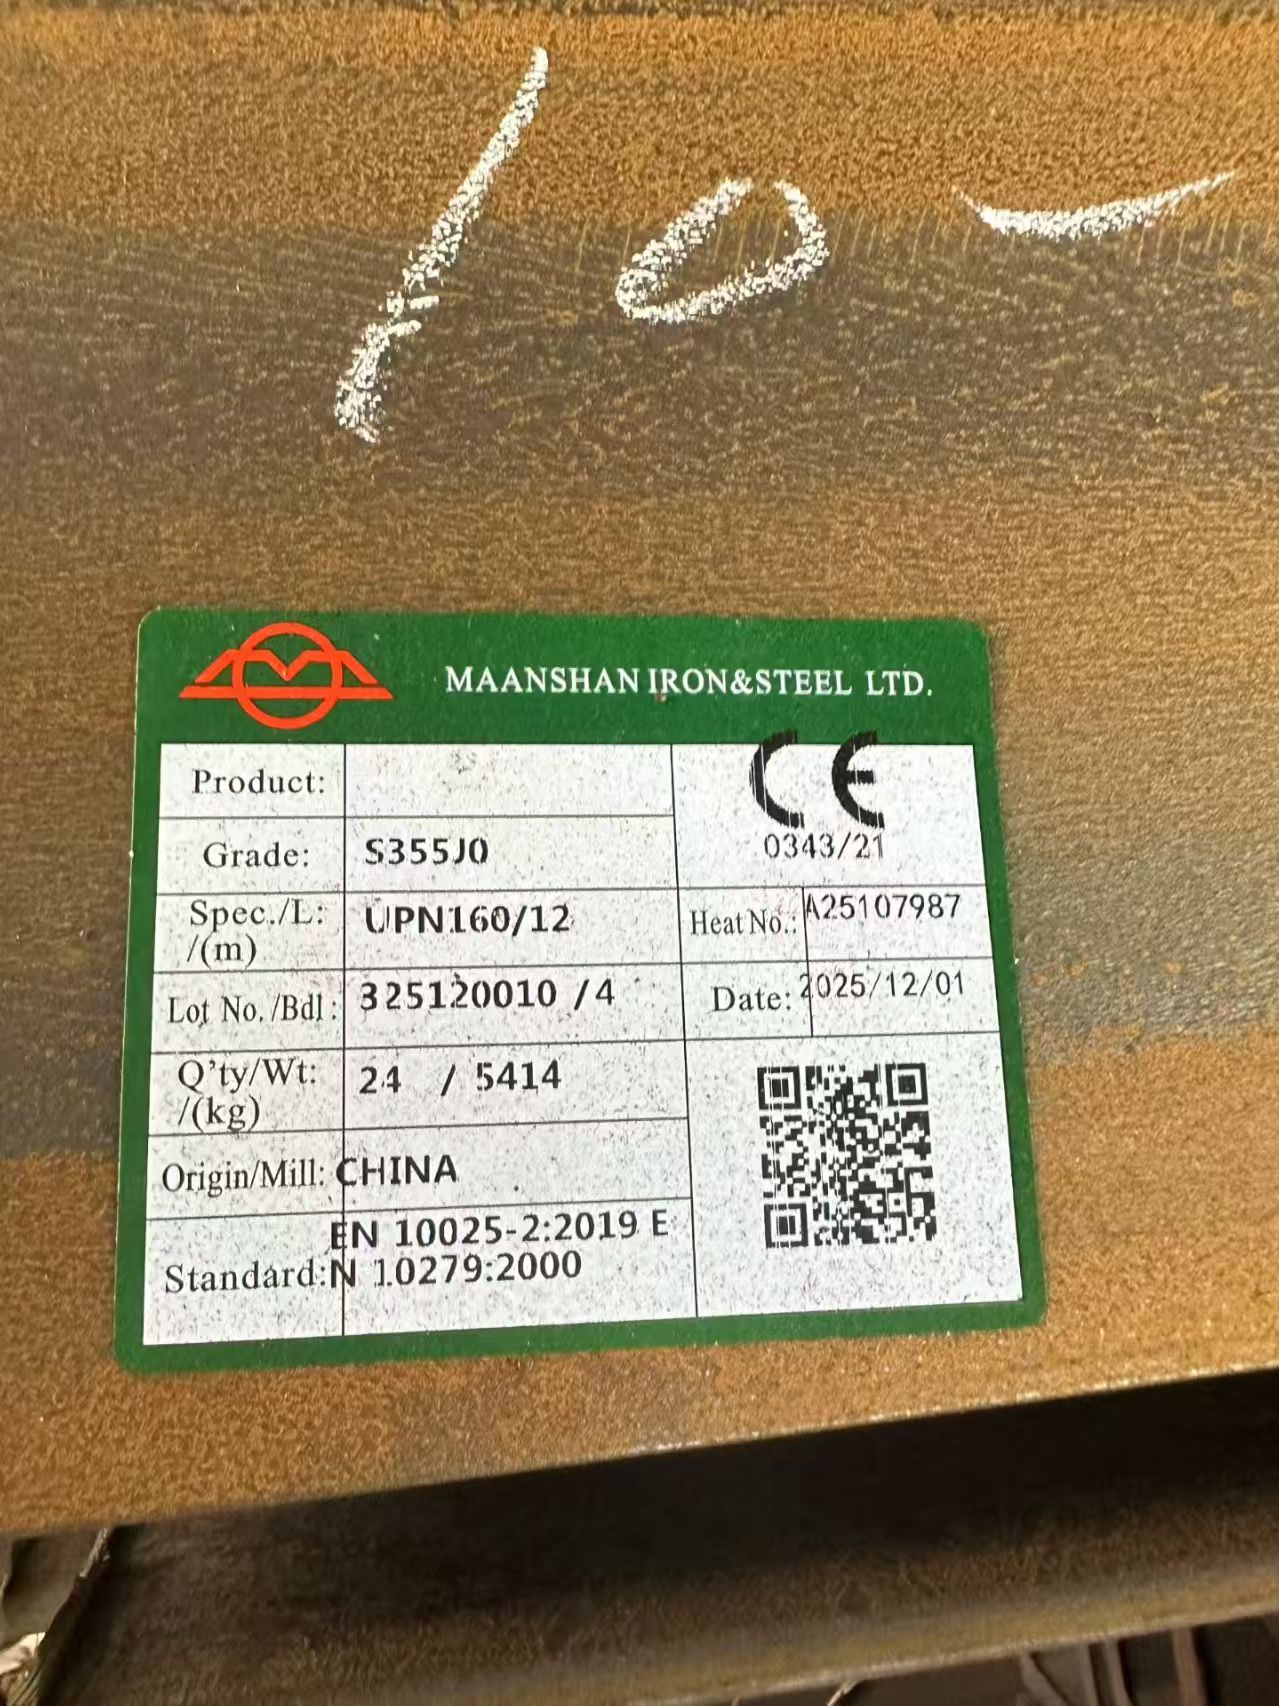 10-
MAANSHAN IRON&STEEL LTD.
Product:
CE
0343/21
Grade: S355J0
Spec./L: /(m) UPN160/12
Heat No.: A25107987
Lot No./Bdl: 325120010 /4
Date: 2025/12/01
Q'ty/Wt: /(kg) 24 / 5414
Origin/Mill: CHINA
Standard: EN 10025-2:2019 E
N 10279:2000